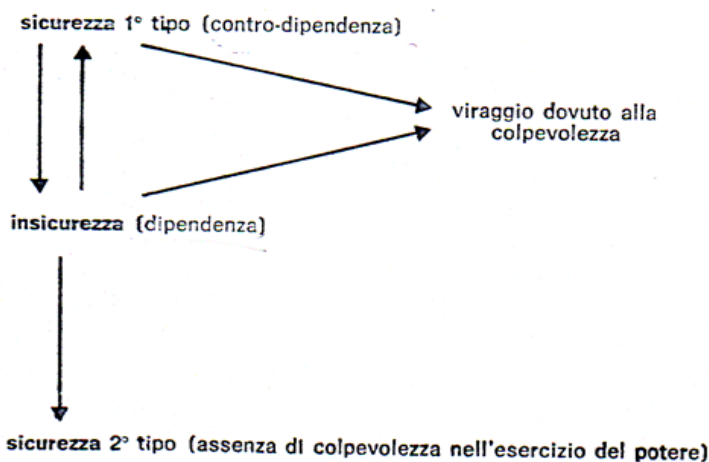 sicurezza 1° tipo (contro-dipendenza)
viraggio dovuto alla
colpevolezza
insicurezza (dipendenza)
sicurezza 2° tipo (assenza di colpevolezza nell'esercizio del potere)